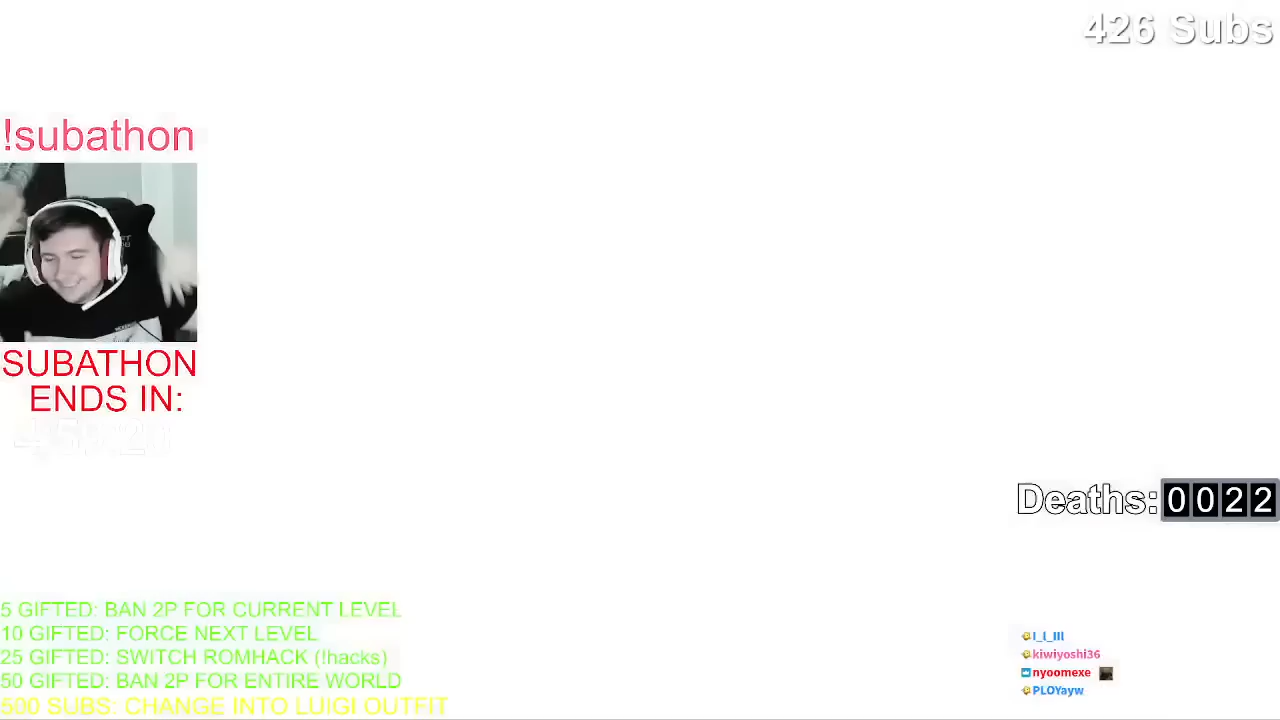 426 Subs
!subathon
SUBATHON
ENDS IN:
Deaths: 0022
5 GIFTED: BAN 2P FOR CURRENT LEVEL
10 GIFTED: FORCE NEXT LEVEL
25 GIFTED: SWITCH ROMHACK (!hacks)
50 GIFTED: BAN 2P FOR ENTIRE WORLD
500 SUBS: CHANGE INTO LUIGI OUTFIT
kiwiyoshi36
nyoomexe
PLOYayw